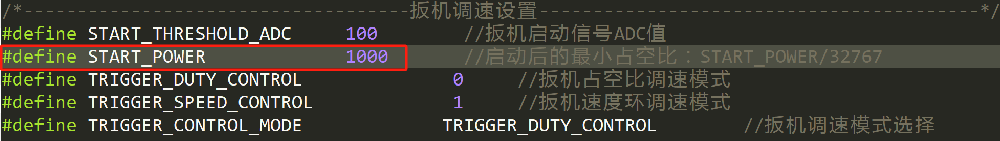 /*------------------------------------扳机调速设置-----------------------------------------*/
#define START_THRESHOLD_ADC 100 //扳机启动信号ADC值
#define START_POWER 1000 //启动后的最小占空比：START_POWER/32767
#define TRIGGER_DUTY_CONTROL 0 //扳机占空比调速模式
#define TRIGGER_SPEED_CONTROL 1 //扳机速度环调速模式
#define TRIGGER_CONTROL_MODE TRIGGER_DUTY_CONTROL //扳机调速模式选择